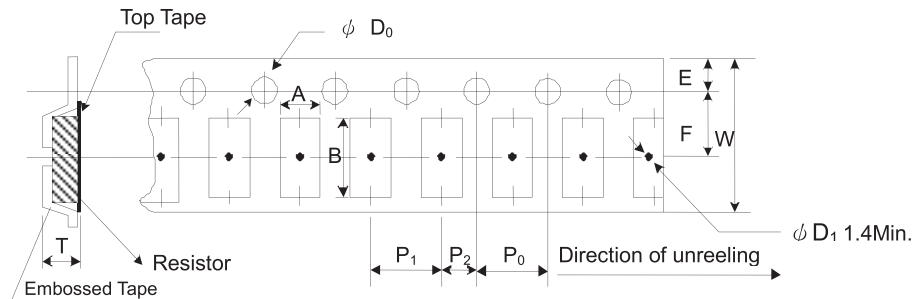 Top Tape
ϕ D₀
A
E
F
W
B
T
Resistor
Embossed Tape
P₁
P₂
P₀
Direction of unreeling
ϕ D₁ 1.4Min.